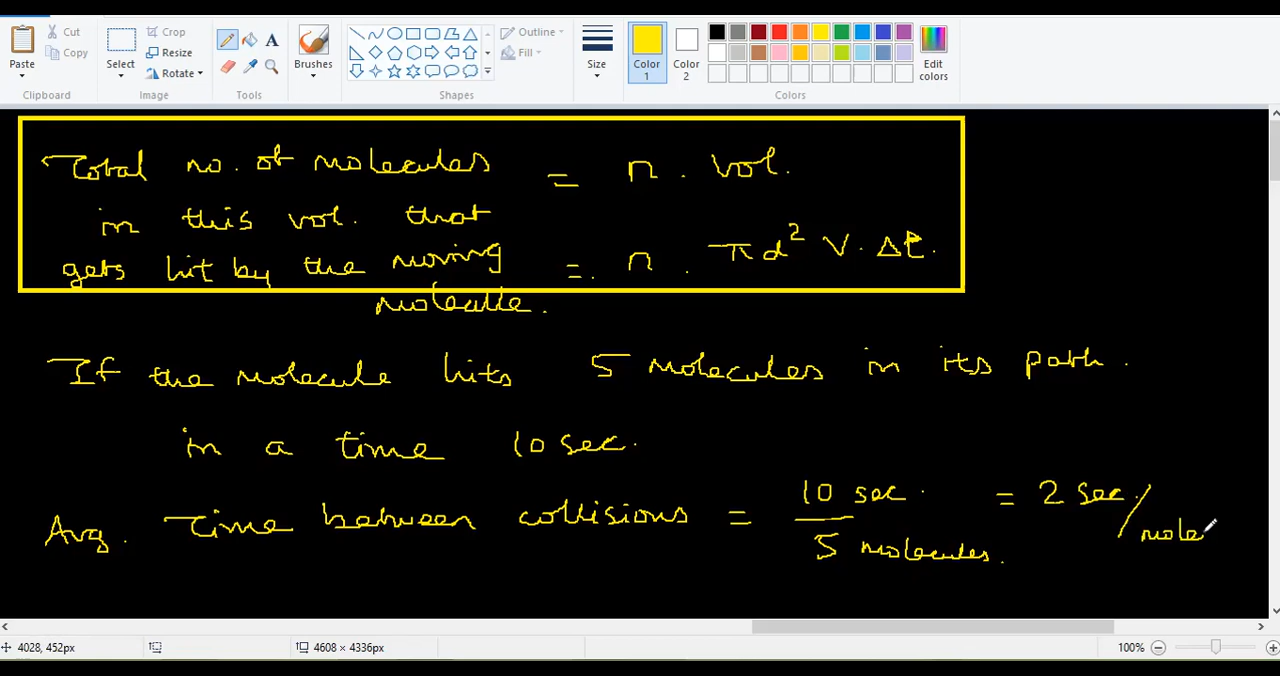 Cut
Copy
Paste
Clipboard
Crop
Resize
Rotate
Select
Image
A
Tools
Brushes
Outline
Fill
Shapes
Size
Color 1
Color 2
Edit colors
Colors
Total no. of molecules = n . vol.
in this vol. that
gets hit by the moving =. n . πd² v. Δt.
molecule.
If the molecule hits 5 molecules in its path.
in a time 10 sec.
Avg. Time between collisions = 10 sec. / 5 molecules. = 2 sec./mole
4028, 452px
4608 × 4336px
100%